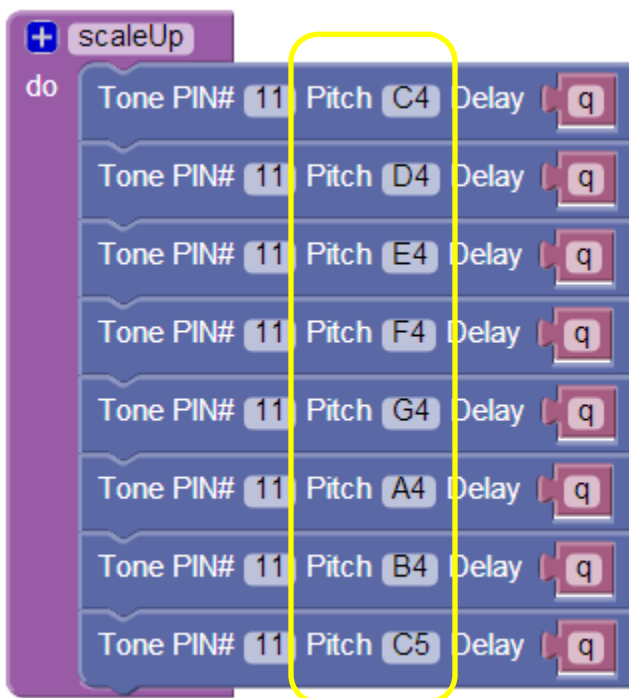 + scaleUp
do
Tone PIN# 11 Pitch C4 Delay q
Tone PIN# 11 Pitch D4 Delay q
Tone PIN# 11 Pitch E4 Delay q
Tone PIN# 11 Pitch F4 Delay q
Tone PIN# 11 Pitch G4 Delay q
Tone PIN# 11 Pitch A4 Delay q
Tone PIN# 11 Pitch B4 Delay q
Tone PIN# 11 Pitch C5 Delay q